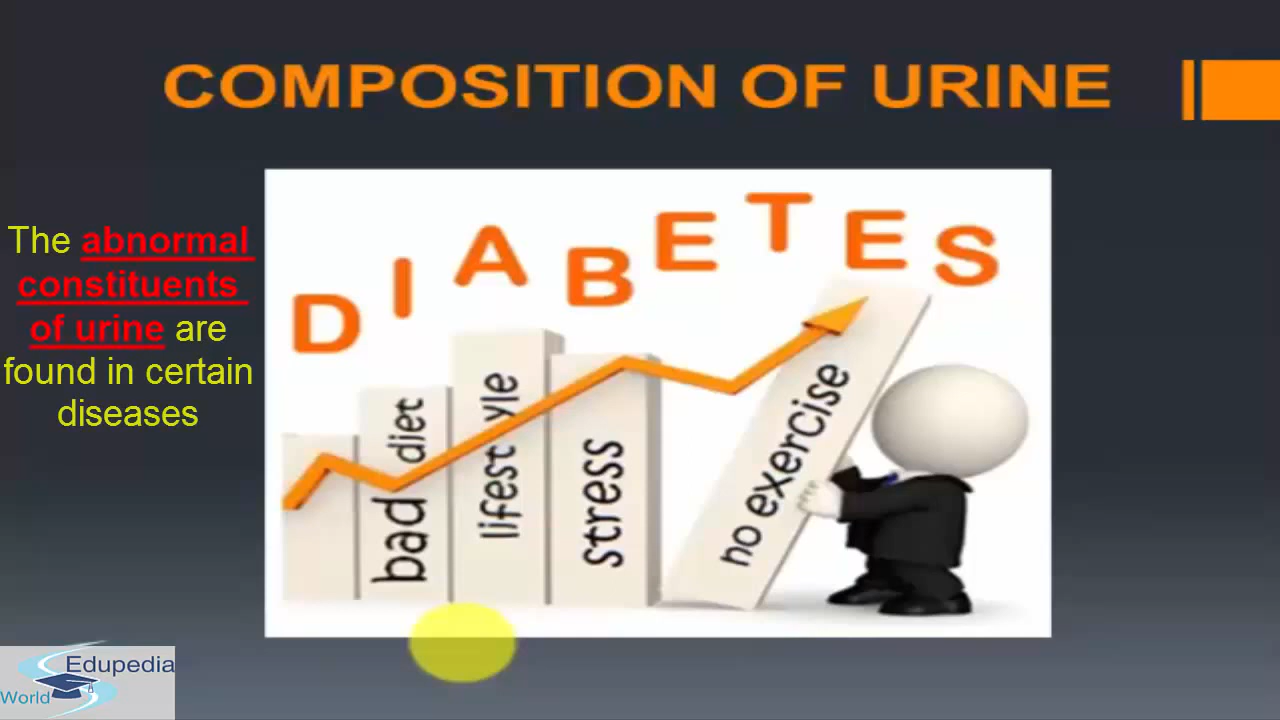 COMPOSITION OF URINE
The abnormal
constituents
of urine are
found in certain
diseases
DIABETES
bad diet
lifestyle
stress
no exercise
Edupedia
World